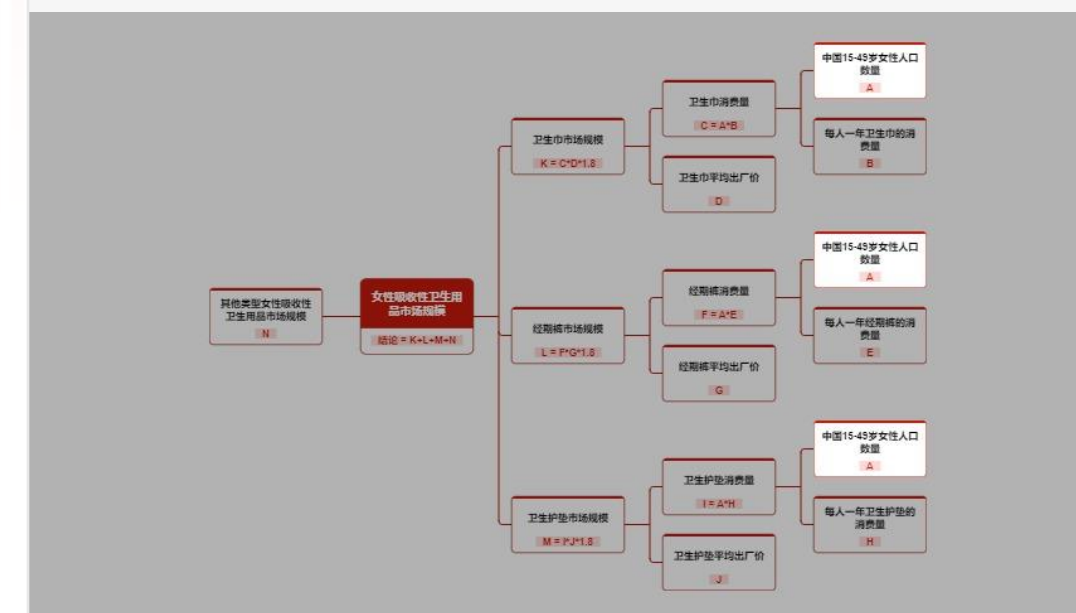 中国15-49岁女性人口
数量
A
卫生巾消费量
C = A*B
每人一年卫生巾的消
费量
B
卫生巾市场规模
K = C*D*1.8
卫生巾平均出厂价
D
中国15-49岁女性人口
数量
A
经期裤消费量
F = A*E
每人一年经期裤的消
费量
E
其他类型女性吸收性
卫生用品市场规模
N
女性吸收性卫生用
品市场规模
结论 = K+L+M+N
经期裤市场规模
L = F*G*1.8
经期裤平均出厂价
G
中国15-49岁女性人口
数量
A
卫生护垫消费量
I = A*H
每人一年卫生护垫的
消费量
H
卫生护垫市场规模
M = I*J*1.8
卫生护垫平均出厂价
J